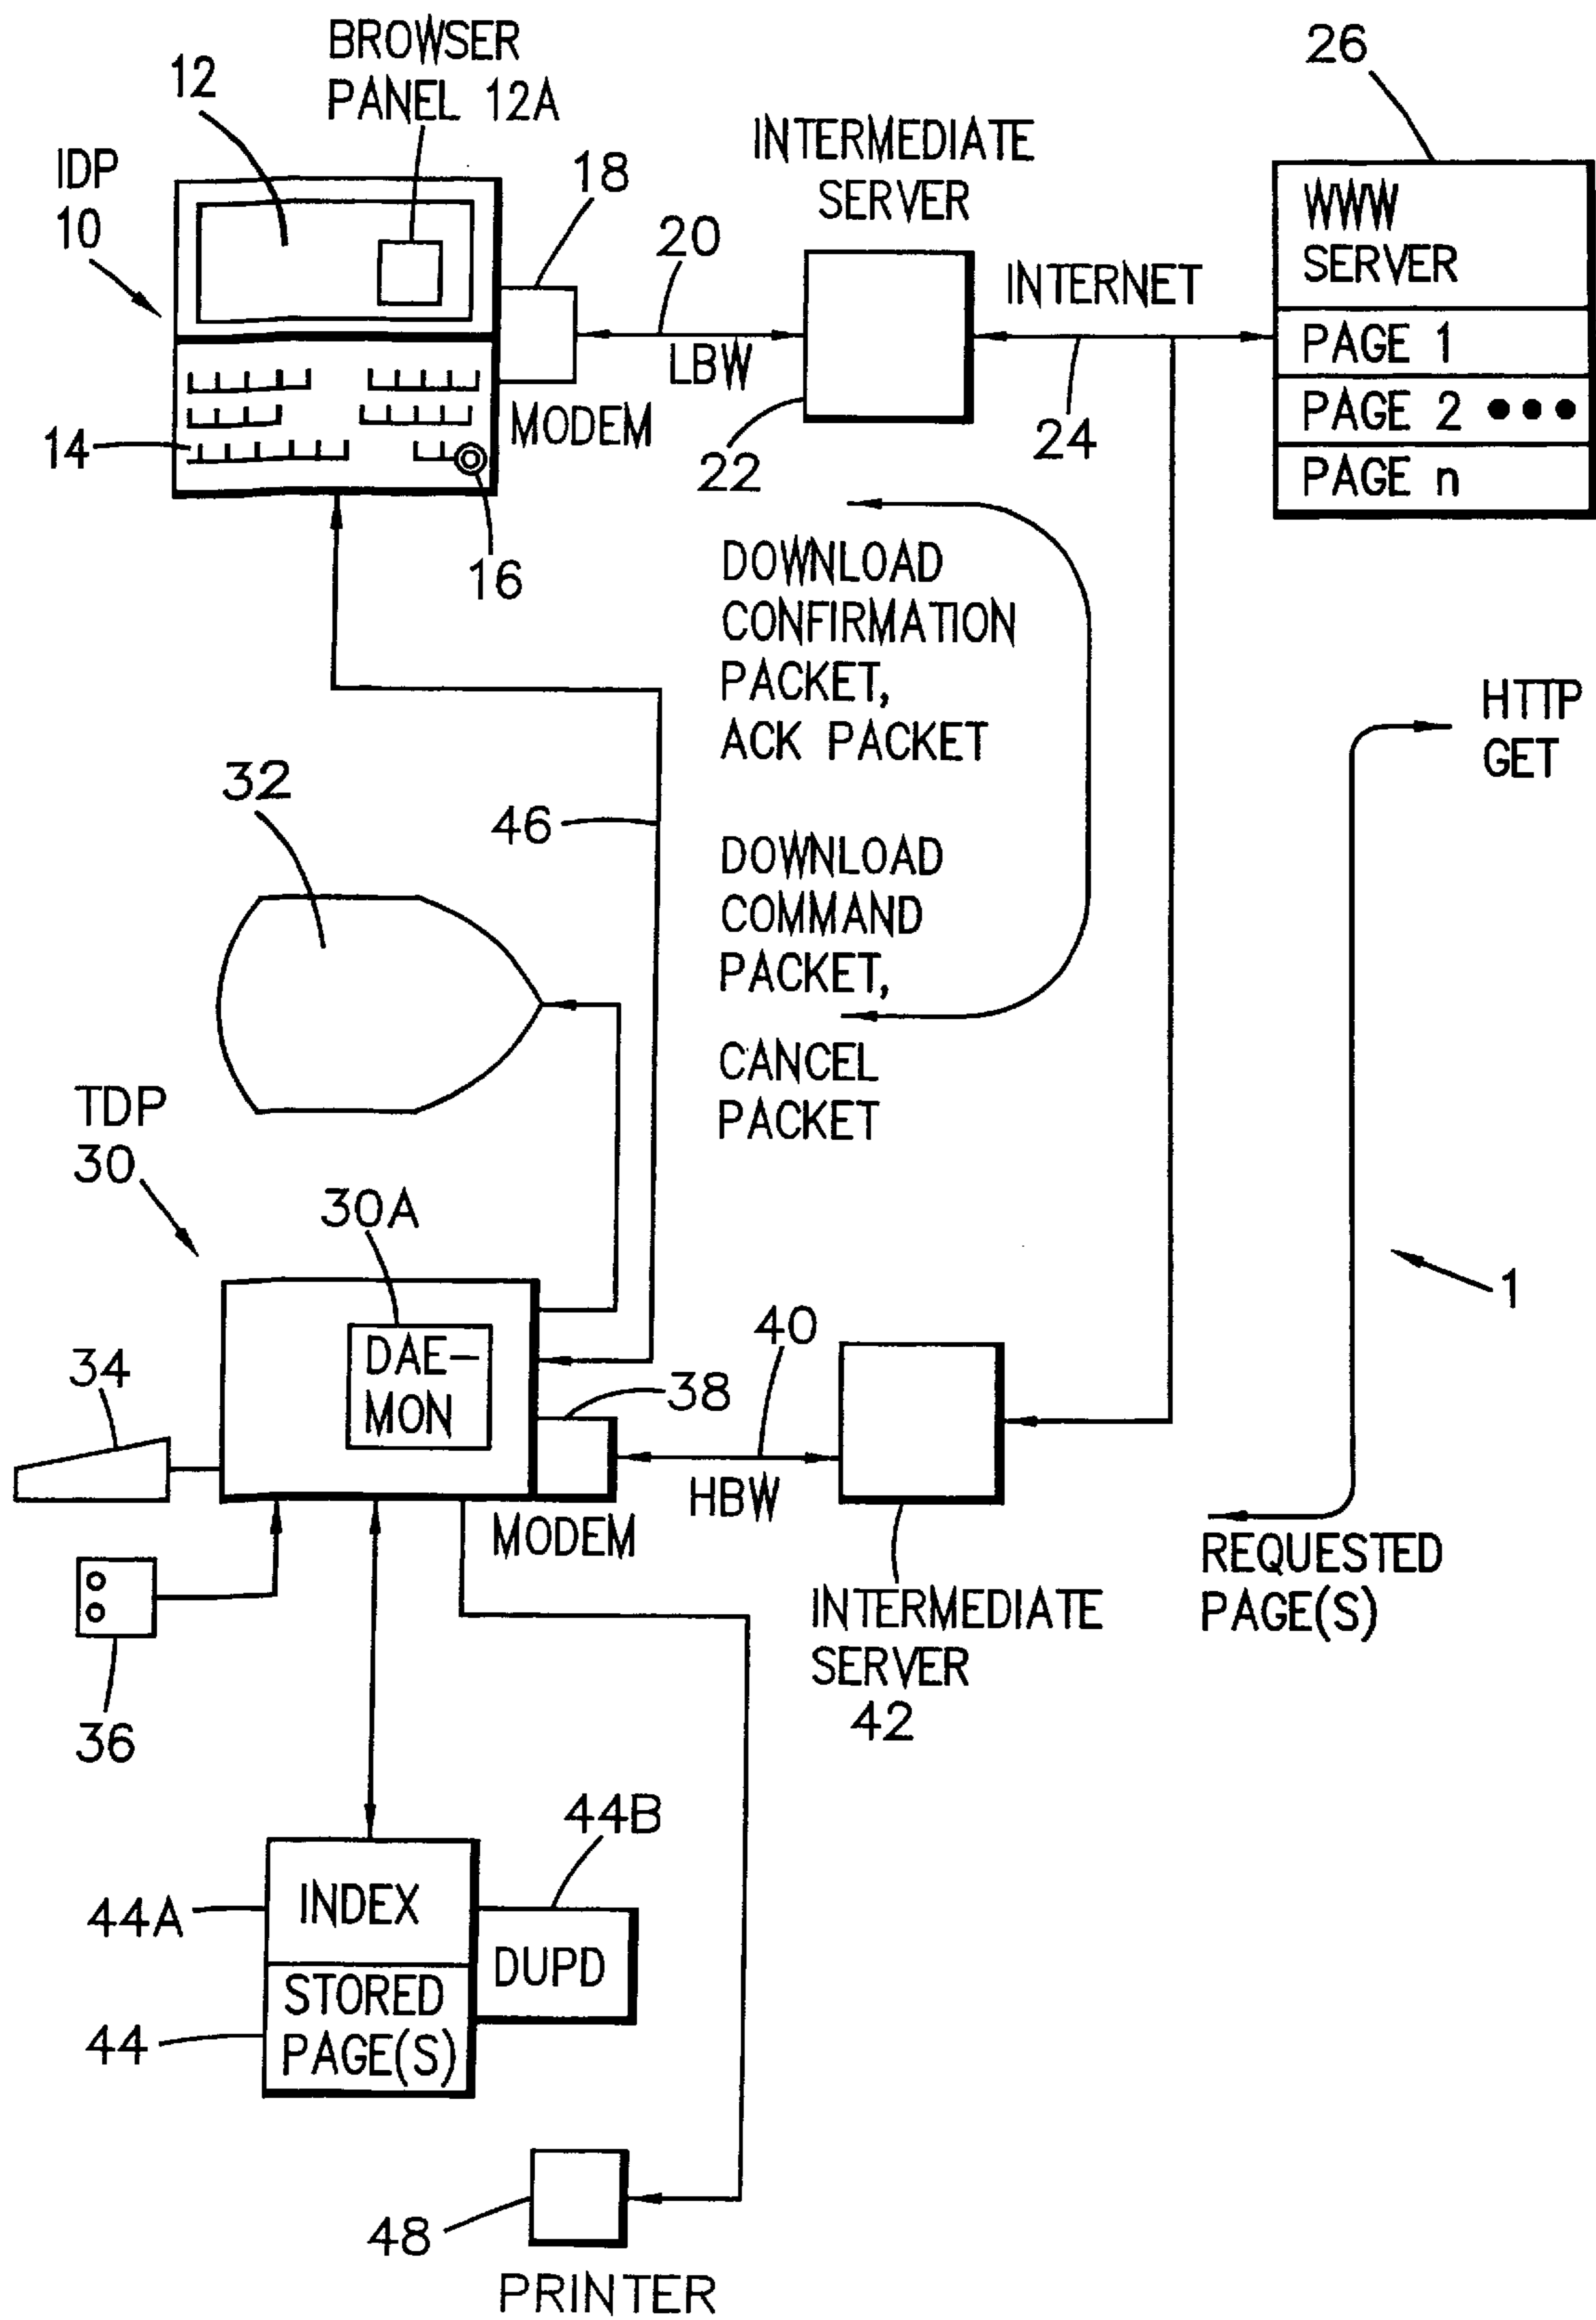 BROWSER
PANEL 12A
12
26
IDP
10
18
INTERMEDIATE
SERVER
20
LBW
INTERNET
WWW
SERVER
PAGE 1
PAGE 2 ●●●
PAGE n
14
MODEM
22
24
16
DOWNLOAD
CONFIRMATION
PACKET,
ACK PACKET
HTTP
GET
32
46
DOWNLOAD
COMMAND
PACKET,
CANCEL
PACKET
TDP
30
30A
DAE-
MON
1
34
38
40
HBW
MODEM
36
INTERMEDIATE
SERVER
42
REQUESTED
PAGE(S)
44B
44A
INDEX
DUPD
44
STORED
PAGE(S)
48
PRINTER